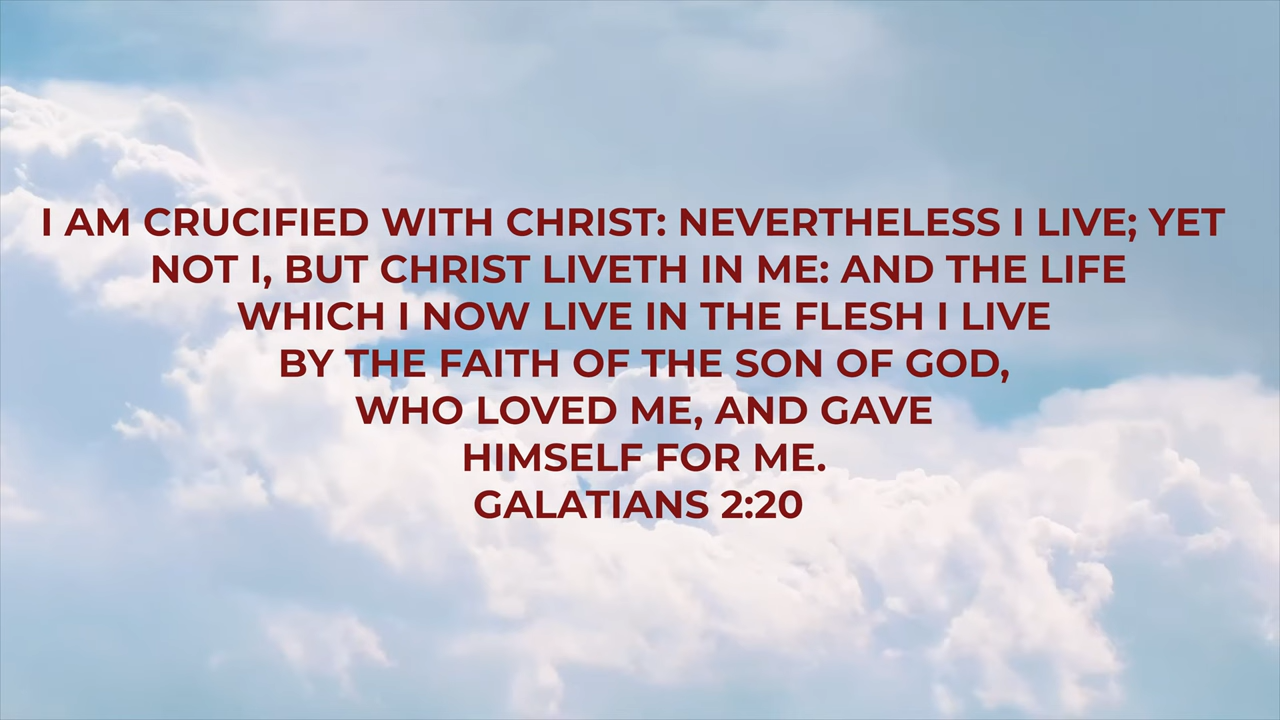 I AM CRUCIFIED WITH CHRIST: NEVERTHELESS I LIVE; YET
NOT I, BUT CHRIST LIVETH IN ME: AND THE LIFE
WHICH I NOW LIVE IN THE FLESH I LIVE
BY THE FAITH OF THE SON OF GOD,
WHO LOVED ME, AND GAVE
HIMSELF FOR ME.
GALATIANS 2:20